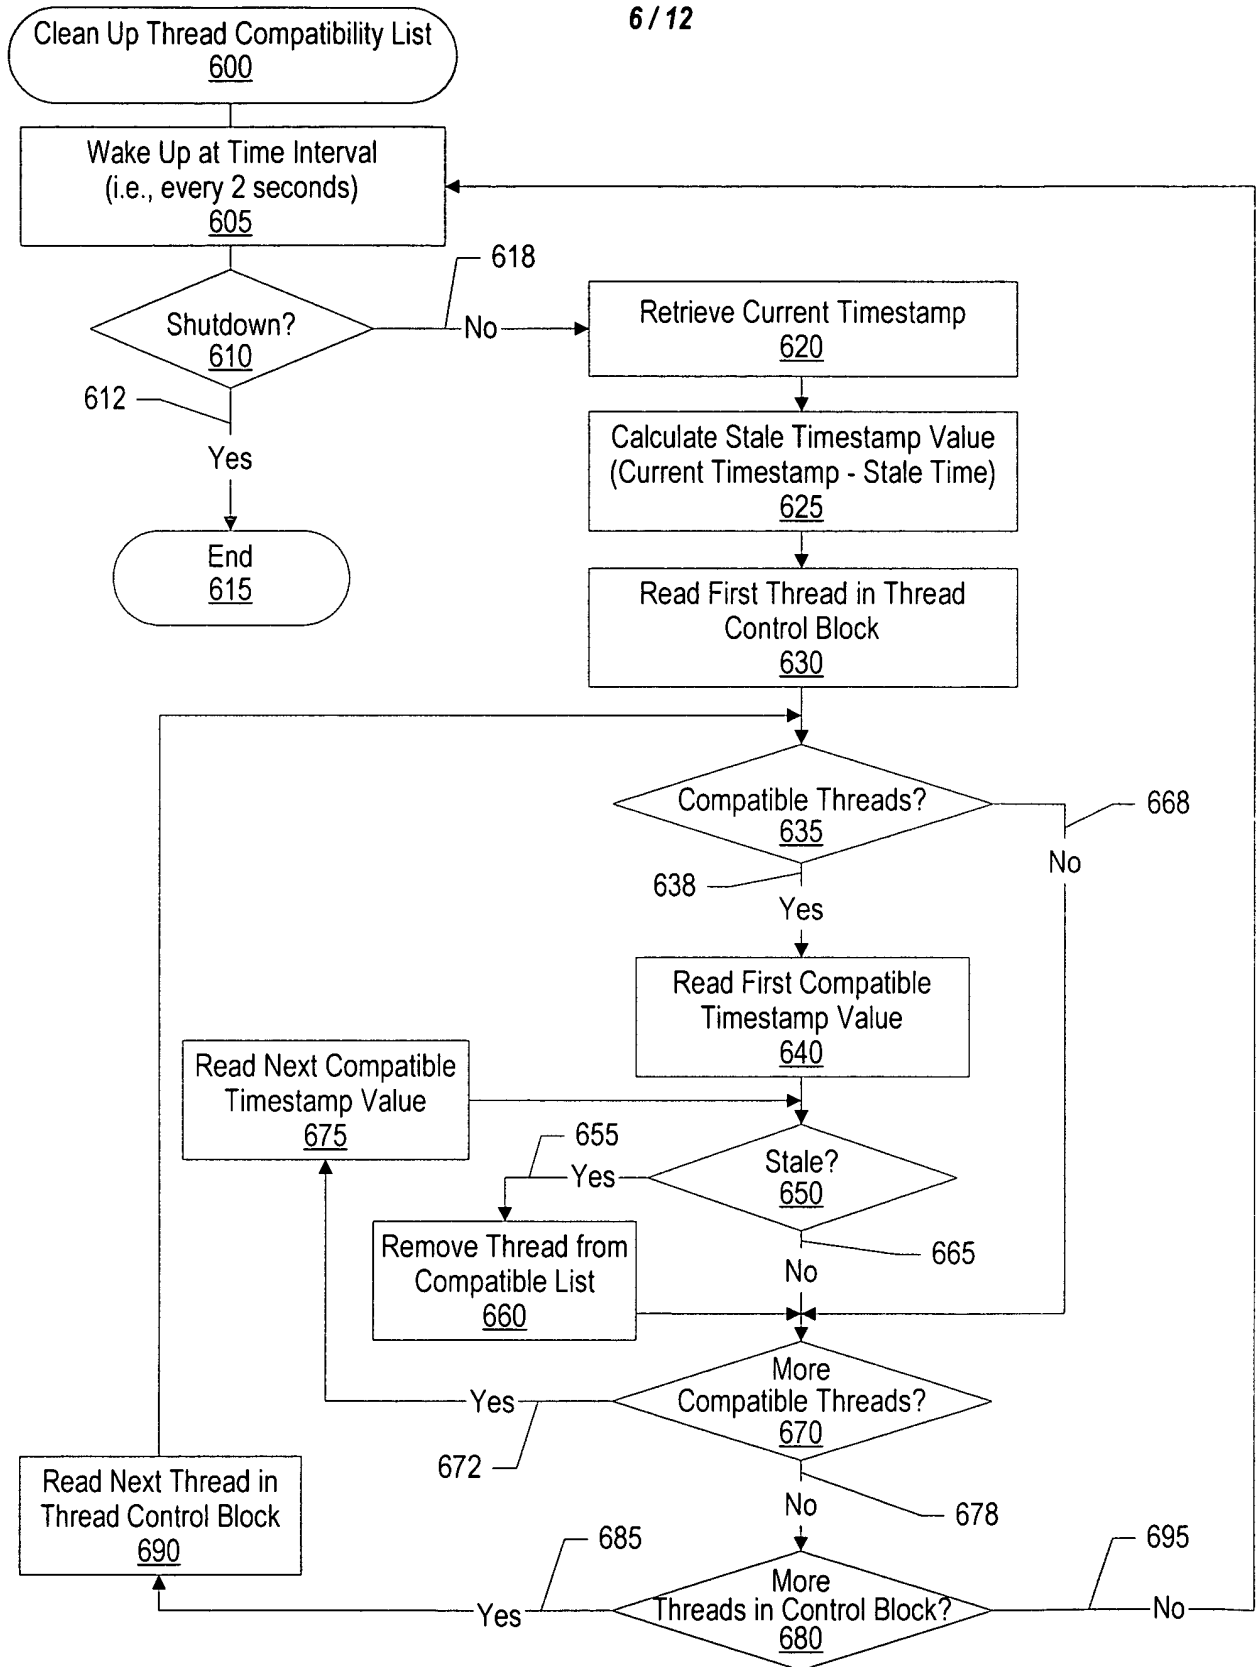 6 / 12
Clean Up Thread Compatibility List
600
Wake Up at Time Interval
(i.e., every 2 seconds)
605
618
Shutdown?
610
No
Retrieve Current Timestamp
620
612
Yes
Calculate Stale Timestamp Value
(Current Timestamp - Stale Time)
625
End
615
Read First Thread in Thread
Control Block
630
Compatible Threads?
635
668
No
638
Yes
Read First Compatible
Timestamp Value
640
Read Next Compatible
Timestamp Value
675
655
Yes
Stale?
650
Remove Thread from
Compatible List
660
665
No
More
Compatible Threads?
670
Yes
672
678
No
Read Next Thread in
Thread Control Block
690
685
Yes
More
Threads in Control Block?
680
695
No